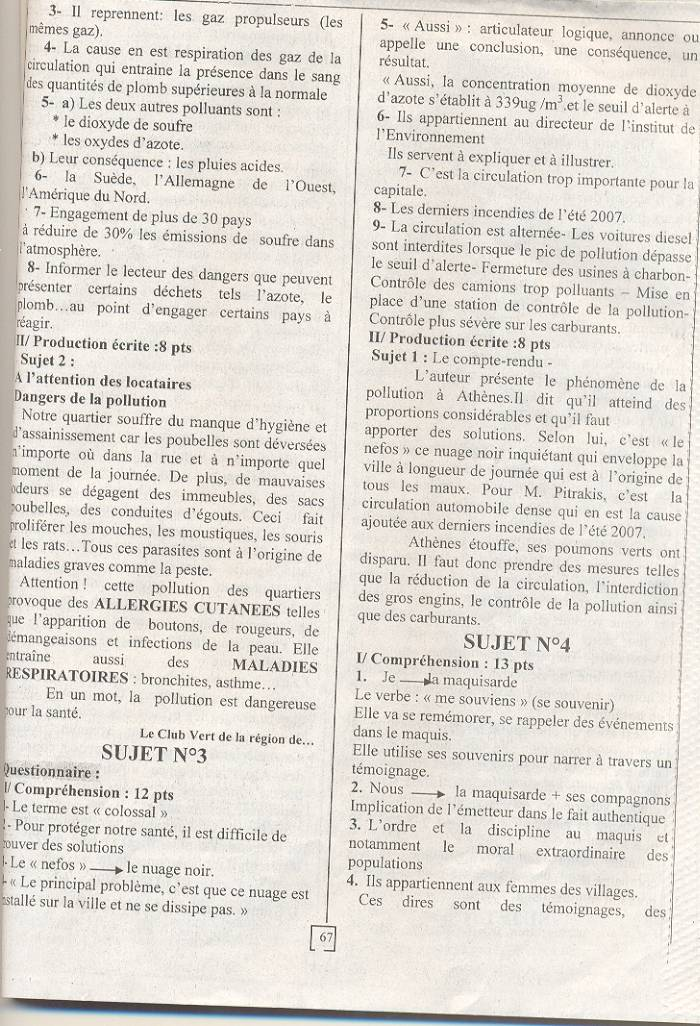 3- Il reprennent: les gaz propulseurs (les
mêmes gaz).
4- La cause en est respiration des gaz de la
circulation qui entraine la présence dans le sang
des quantités de plomb supérieures à la normale
5- a) Les deux autres polluants sont :
* le dioxyde de soufre
* les oxydes d'azote.
b) Leur conséquence : les pluies acides.
6- la Suède, l'Allemagne de l'Ouest,
l'Amérique du Nord.
7- Engagement de plus de 30 pays
à réduire de 30% les émissions de soufre dans
l'atmosphère.
8- Informer le lecteur des dangers que peuvent
présenter certains déchets tels l'azote, le
plomb…au point d'engager certains pays à
réagir.
II/ Production écrite :8 pts
Sujet 2 :
A l'attention des locataires
Dangers de la pollution
Notre quartier souffre du manque d'hygiène et
d'assainissement car les poubelles sont déversées
n'importe où dans la rue et à n'importe quel
moment de la journée. De plus, de mauvaises
odeurs se dégagent des immeubles, des sacs
poubelles, des conduites d'égouts. Ceci fait
proliférer les mouches, les moustiques, les souris
et les rats…Tous ces parasites sont à l'origine de
maladies graves comme la peste.
Attention ! cette pollution des quartiers
provoque des ALLERGIES CUTANEES telles
que l'apparition de boutons, de rougeurs, de
démangeaisons et infections de la peau. Elle
entraîne aussi des MALADIES
RESPIRATOIRES : bronchites, asthme…
En un mot, la pollution est dangereuse
pour la santé.
Le Club Vert de la région de…
SUJET N°3
Questionnaire :
I/ Compréhension : 12 pts
- Le terme est « colossal »
- Pour protéger notre santé, il est difficile de
trouver des solutions
- Le « nefos » → le nuage noir.
- « Le principal problème, c'est que ce nuage est
installé sur la ville et ne se dissipe pas. »
5- « Aussi » : articulateur logique, annonce ou
appelle une conclusion, une conséquence, un
résultat.
« Aussi, la concentration moyenne de dioxyde
d'azote s'établit à 339ug /m³.et le seuil d'alerte à
6- Ils appartiennent au directeur de l'institut de
l'Environnement
Ils servent à expliquer et à illustrer.
7- C'est la circulation trop importante pour la
capitale.
8- Les derniers incendies de l'été 2007.
9- La circulation est alternée- Les voitures diesel
sont interdites lorsque le pic de pollution dépasse
le seuil d'alerte- Fermeture des usines à charbon-
Contrôle des camions trop polluants – Mise en
place d'une station de contrôle de la pollution-
Contrôle plus sévère sur les carburants.
II/ Production écrite :8 pts
Sujet 1 : Le compte-rendu -
L'auteur présente le phénomène de la
pollution à Athènes.Il dit qu'il atteind des
proportions considérables et qu'il faut
apporter des solutions. Selon lui, c'est « le
nefos » ce nuage noir inquiétant qui enveloppe la
ville à longueur de journée qui est à l'origine de
tous les maux. Pour M. Pitrakis, c'est la
circulation automobile dense qui en est la cause
ajoutée aux derniers incendies de l'été 2007.
Athènes étouffe, ses poumons verts ont
disparu. Il faut donc prendre des mesures telles
que la réduction de la circulation, l'interdiction
des gros engins, le contrôle de la pollution ainsi
que des carburants.
SUJET N°4
I/ Compréhension : 13 pts
1. Je → la maquisarde
Le verbe : « me souviens » (se souvenir)
Elle va se remémorer, se rappeler des événements
dans le maquis.
Elle utilise ses souvenirs pour narrer à travers un
témoignage.
2. Nous → la maquisarde + ses compagnons
Implication de l'émetteur dans le fait authentique
3. L'ordre et la discipline au maquis et
notamment le moral extraordinaire des
populations
4. Ils appartiennent aux femmes des villages.
Ces dires sont des témoignages, des
67